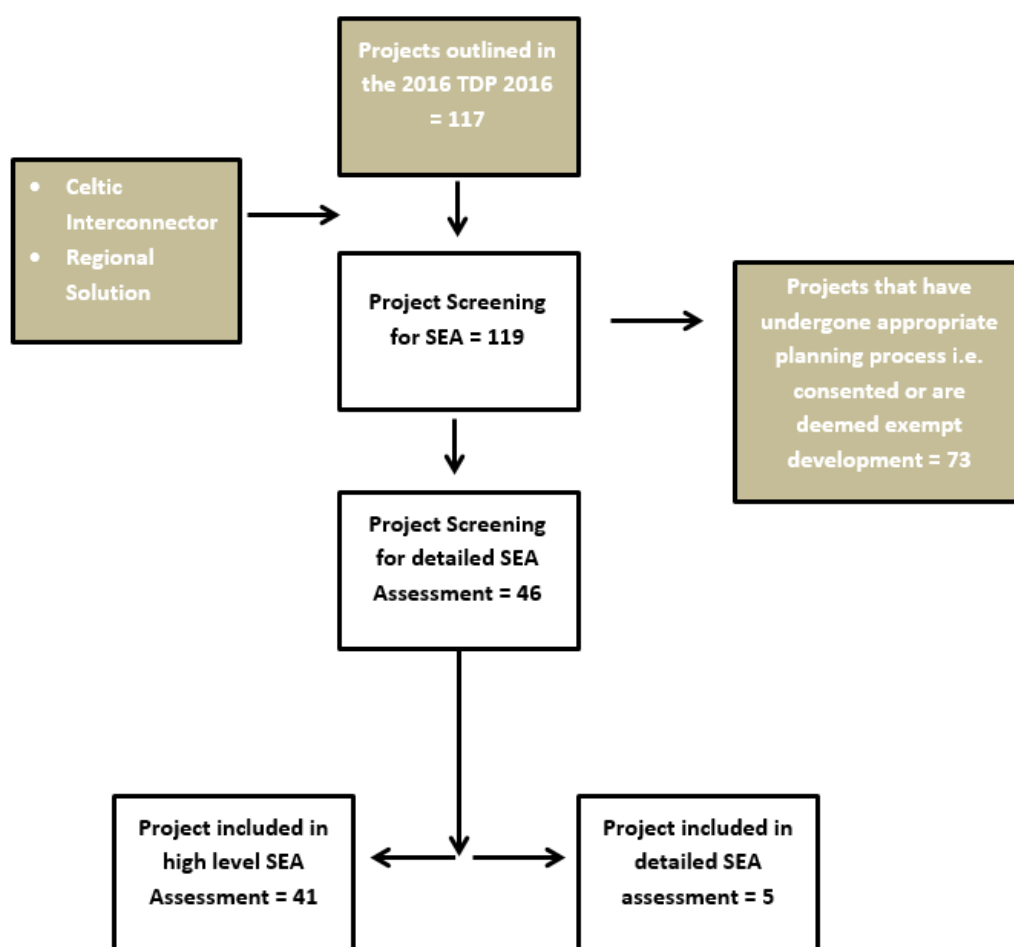 Projects outlined in
the 2016 TDP 2016
= 117
• Celtic
Interconnector
• Regional
Solution
Project Screening
for SEA = 119
Projects that have
undergone appropriate
planning process i.e.
consented or are
deemed exempt
development = 73
Project Screening
for detailed SEA
Assessment = 46
Project included in
high level SEA
Assessment = 41
Project included in
detailed SEA
assessment = 5